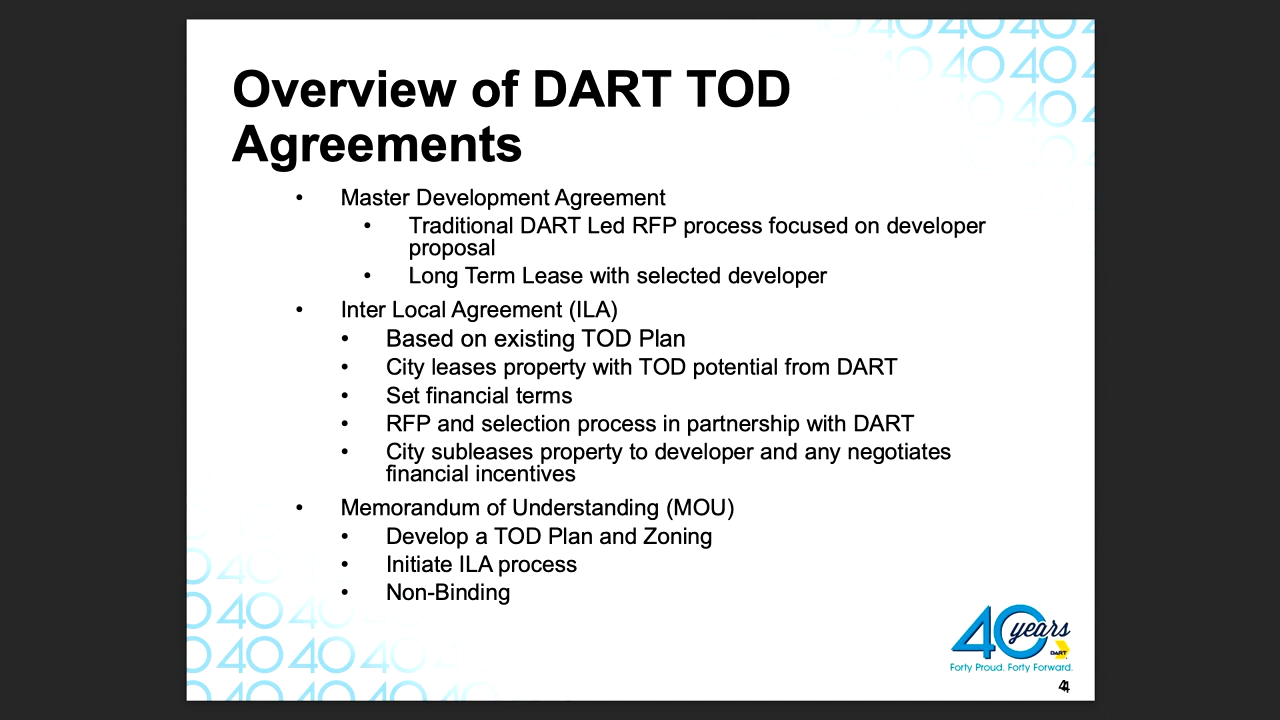 Overview of DART TOD
Agreements
• Master Development Agreement
• Traditional DART Led RFP process focused on developer
proposal
• Long Term Lease with selected developer
• Inter Local Agreement (ILA)
• Based on existing TOD Plan
• City leases property with TOD potential from DART
• Set financial terms
• RFP and selection process in partnership with DART
• City subleases property to developer and any negotiates
financial incentives
• Memorandum of Understanding (MOU)
• Develop a TOD Plan and Zoning
• Initiate ILA process
• Non-Binding
40 years
DART
Forty Proud. Forty Forward.
4